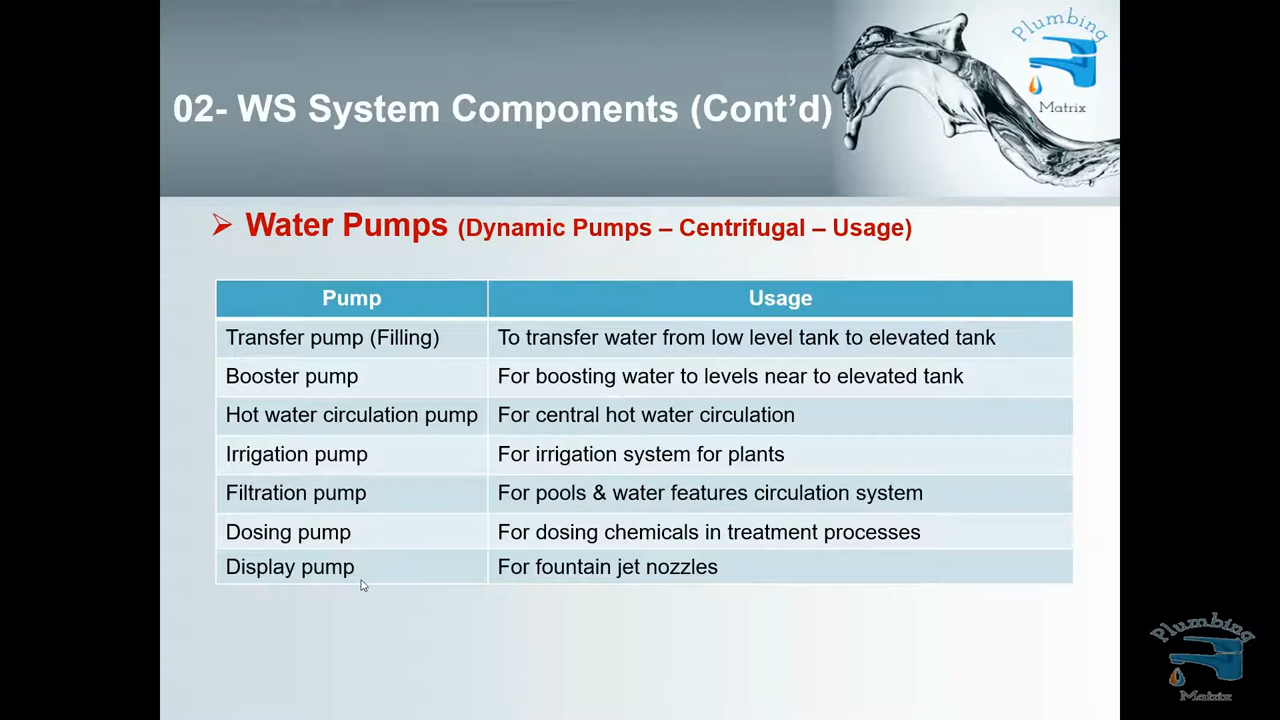 Plumbing
Matrix
02- WS System Components (Cont’d)
➢ Water Pumps (Dynamic Pumps – Centrifugal – Usage)
Pump Usage
Transfer pump (Filling) To transfer water from low level tank to elevated tank
Booster pump For boosting water to levels near to elevated tank
Hot water circulation pump For central hot water circulation
Irrigation pump For irrigation system for plants
Filtration pump For pools & water features circulation system
Dosing pump For dosing chemicals in treatment processes
Display pump For fountain jet nozzles
Plumbing
Matrix